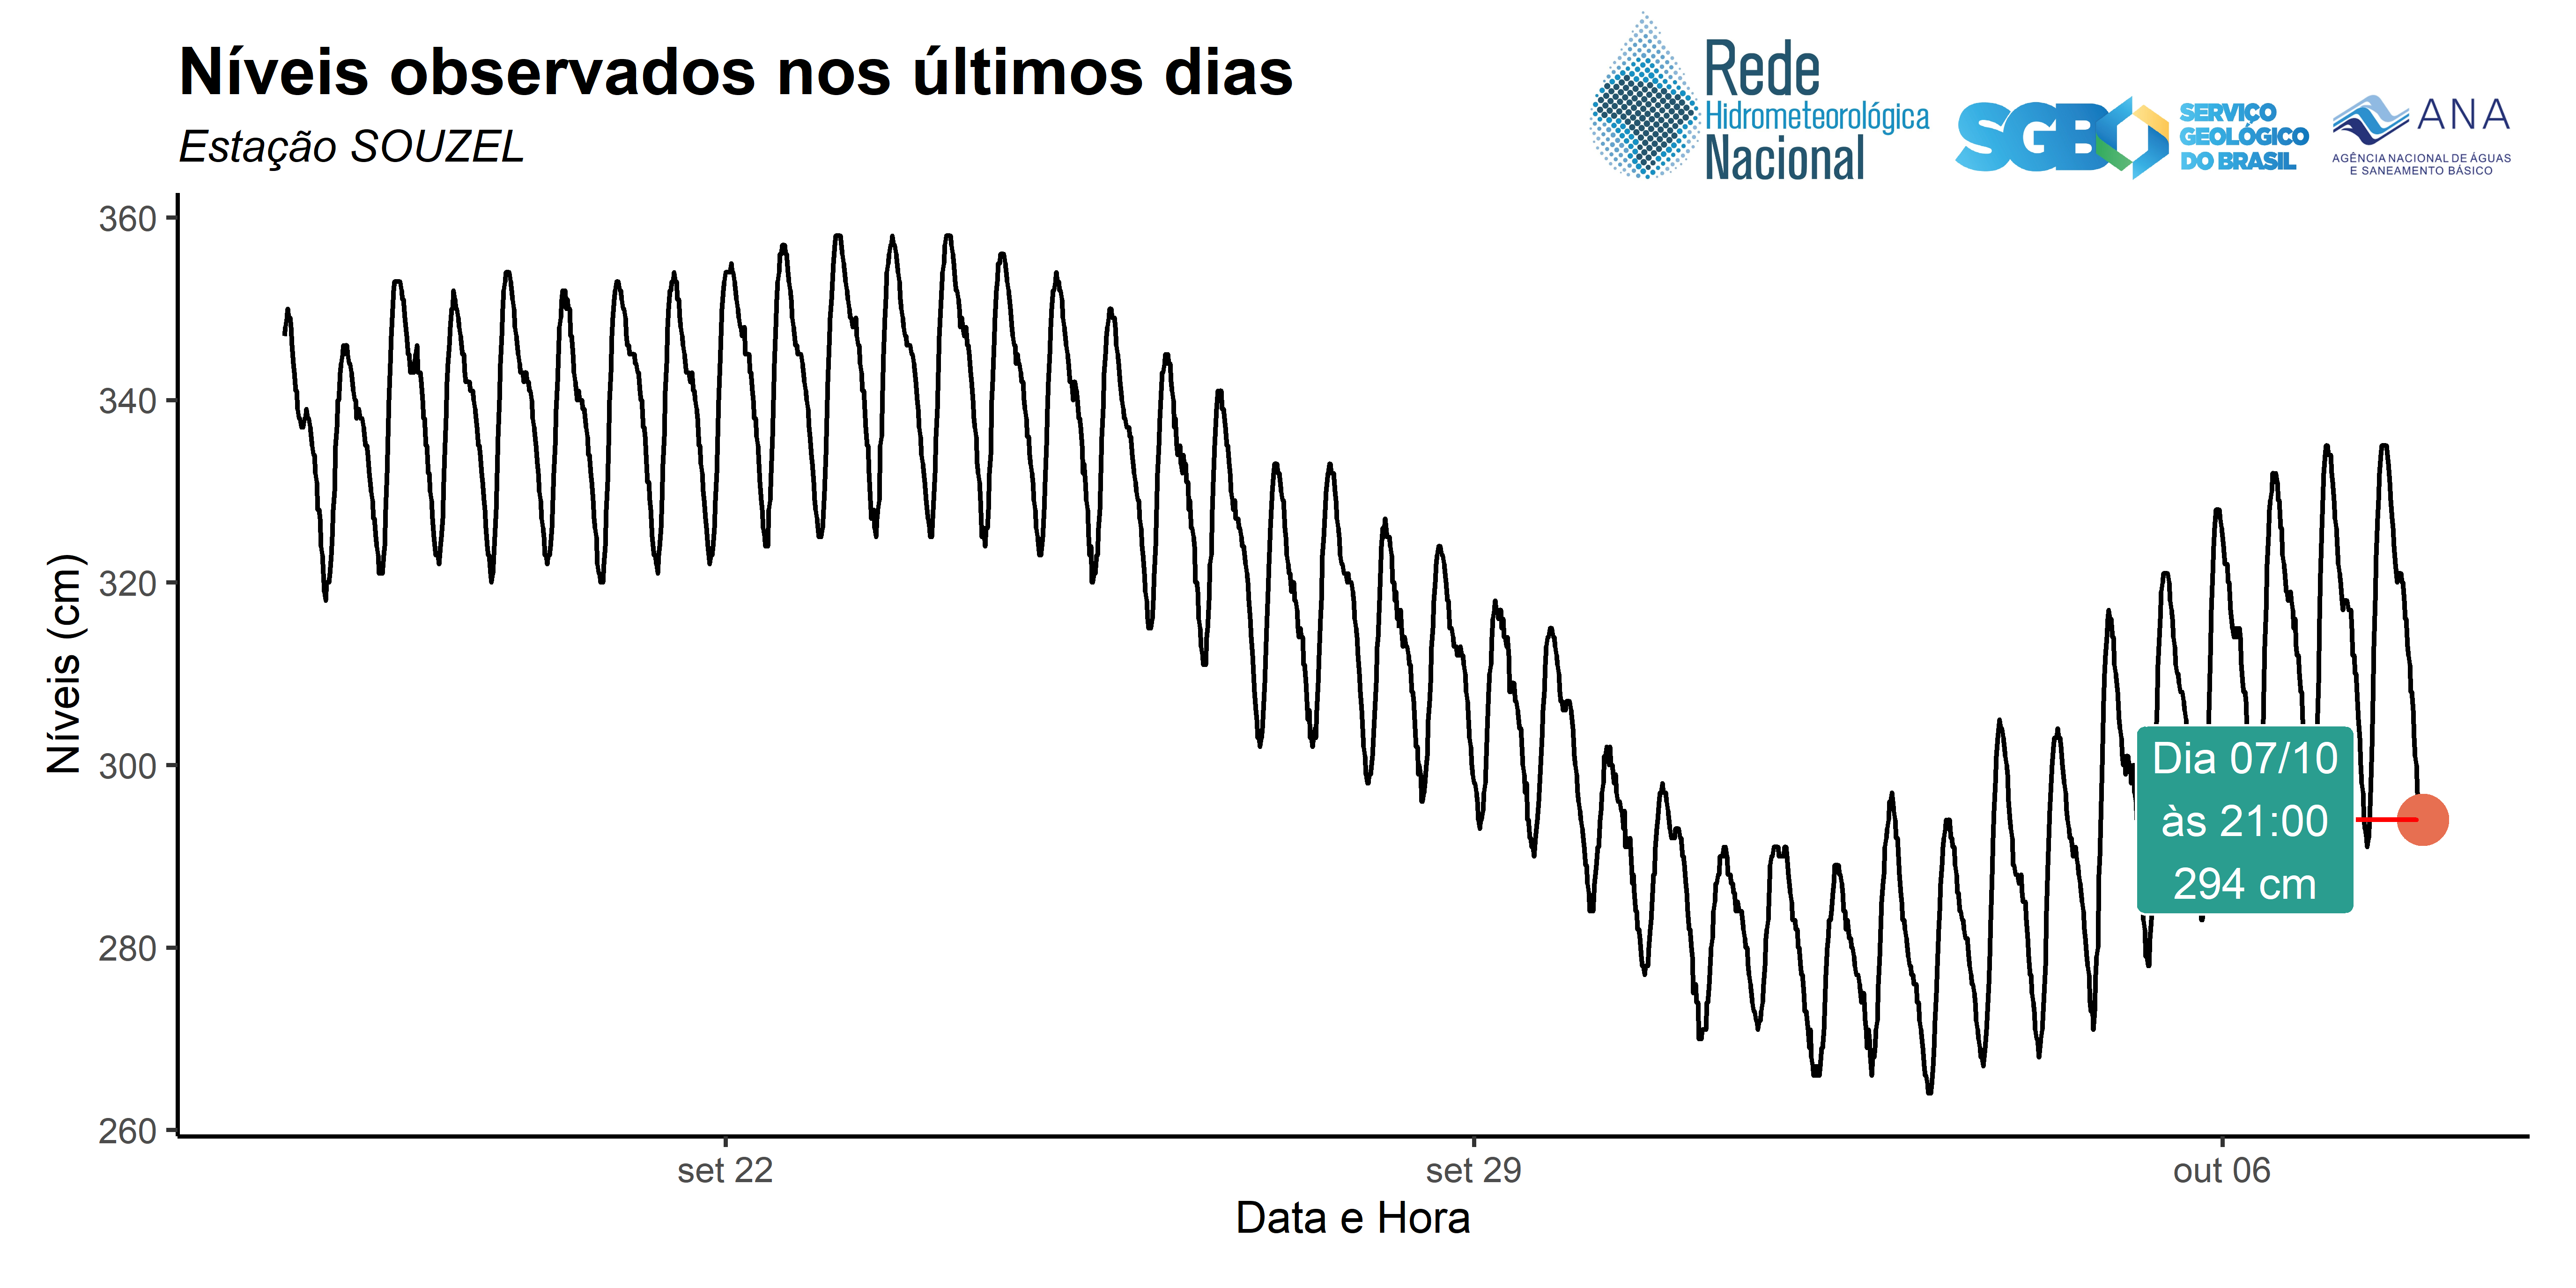 Níveis observados nos últimos dias
Estação SOUZEL
Rede
Hidrometeorológica
Nacional
SGB
SERVIÇO
GEOLÓGICO
DO BRASIL
ANA
AGÊNCIA NACIONAL DE ÁGUAS
E SANEAMENTO BÁSICO
Níveis (cm)
360
340
320
300
280
260
Dia 07/10
às 21:00
294 cm
set 22
set 29
out 06
Data e Hora